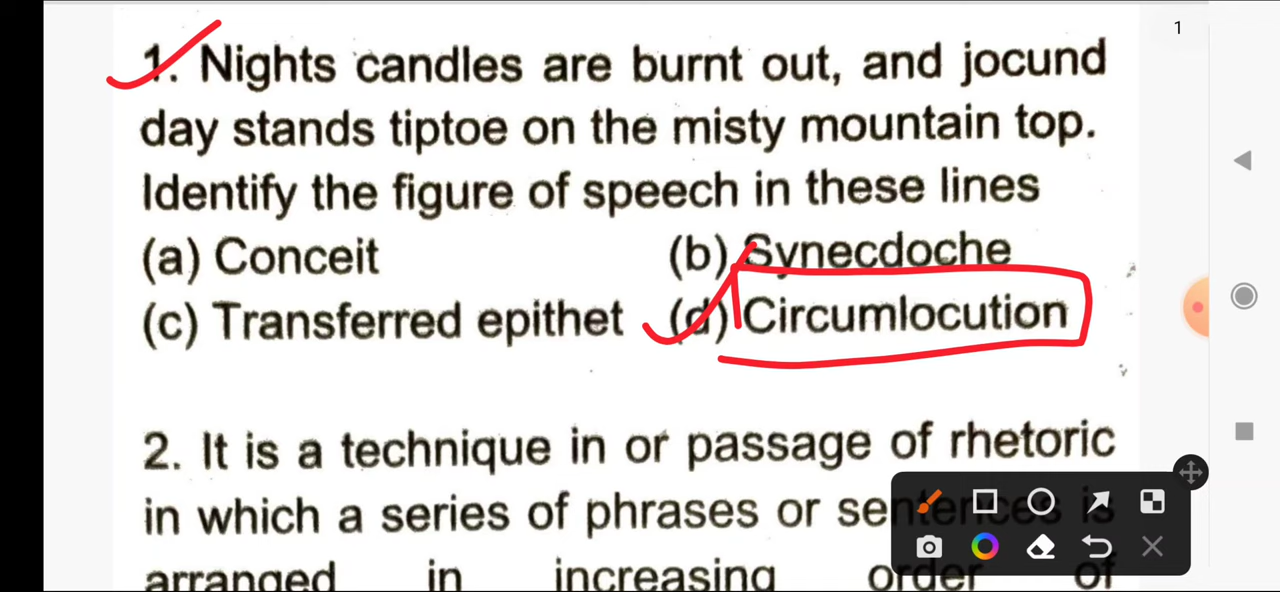 1
1. Nights candles are burnt out, and jocund
day stands tiptoe on the misty mountain top.
Identify the figure of speech in these lines
(a) Conceit (b) Synecdoche
(c) Transferred epithet (d) Circumlocution
2. It is a technique in or passage of rhetoric
in which a series of phrases or sentences is
arranged in increasing order of